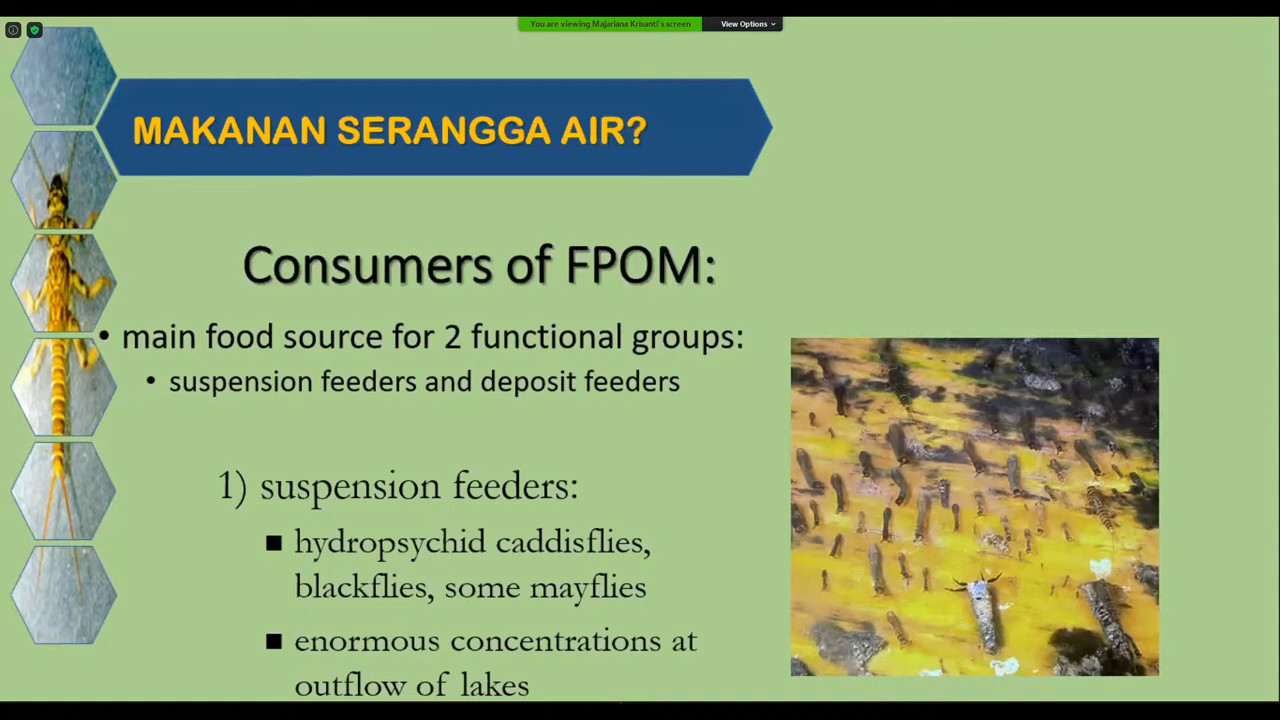 You are viewing Majariana Krisanti's screen
View Options
MAKANAN SERANGGA AIR?
Consumers of FPOM:
• main food source for 2 functional groups:
• suspension feeders and deposit feeders
1) suspension feeders:
■ hydropsychid caddisflies,
blackflies, some mayflies
■ enormous concentrations at
outflow of lakes